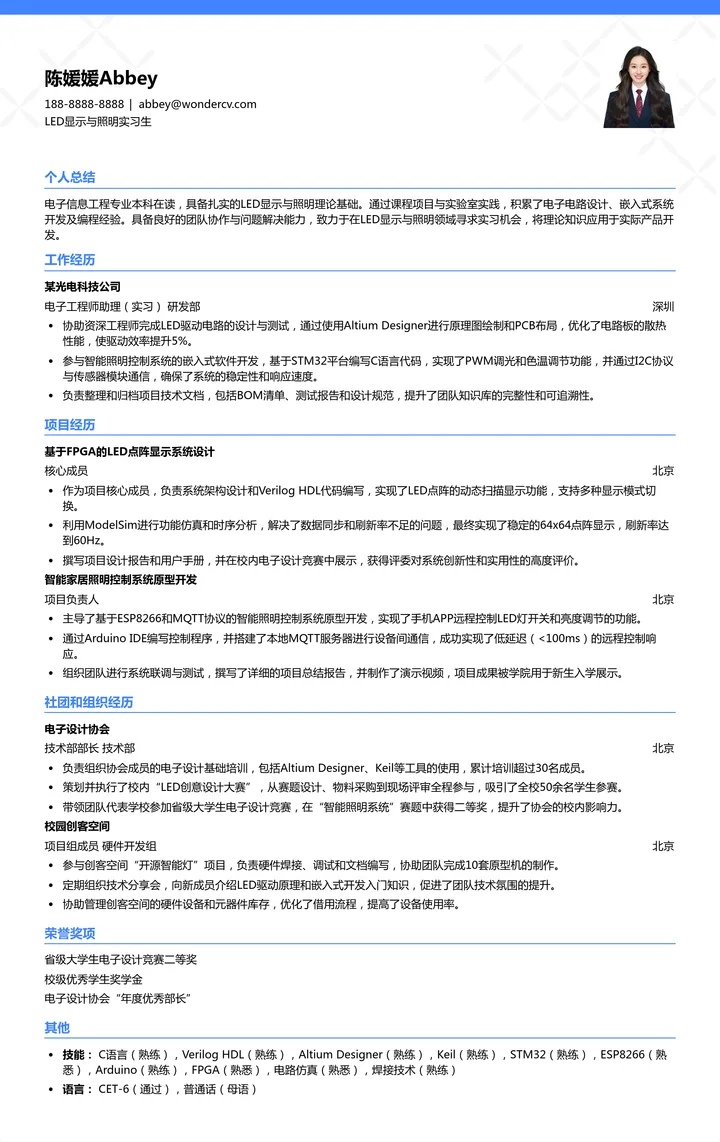 陈媛媛Abbey
188-8888-8888 | abbey@wondercv.com
LED显示与照明实习生
个人总结
电子信息工程专业本科在读，具备扎实的LED显示与照明理论基础。通过课程项目与实验室实践，积累了电子电路设计、嵌入式系统
开发及编程经验。具备良好的团队协作与问题解决能力，致力于在LED显示与照明领域寻求实习机会，将理论知识应用于实际产品开
发。
工作经历
某光电科技公司
电子工程师助理（实习） 研发部 深圳
• 协助资深工程师完成LED驱动电路的设计与测试，通过使用Altium Designer进行原理图绘制和PCB布局，优化了电路板的散热
性能，使驱动效率提升5%。
• 参与智能照明控制系统的嵌入式软件开发，基于STM32平台编写C语言代码，实现了PWM调光和色温调节功能，并通过I2C协议
与传感器模块通信，确保了系统的稳定性和响应速度。
• 负责整理和归档项目技术文档，包括BOM清单、测试报告和设计规范，提升了团队知识库的完整性和可追溯性。
项目经历
基于FPGA的LED点阵显示系统设计
核心成员 北京
• 作为项目核心成员，负责系统架构设计和Verilog HDL代码编写，实现了LED点阵的动态扫描显示功能，支持多种显示模式切
换。
• 利用ModelSim进行功能仿真和时序分析，解决了数据同步和刷新率不足的问题，最终实现了稳定的64x64点阵显示，刷新率达
到60Hz。
• 撰写项目设计报告和用户手册，并在校内电子设计竞赛中展示，获得评委对系统创新性和实用性的高度评价。
智能家居照明控制系统原型开发
项目负责人 北京
• 主导了基于ESP8266和MQTT协议的智能照明控制系统原型开发，实现了手机APP远程控制LED灯开关和亮度调节的功能。
• 通过Arduino IDE编写控制程序，并搭建了本地MQTT服务器进行设备间通信，成功实现了低延迟（<100ms）的远程控制响
应。
• 组织团队进行系统联调与测试，撰写了详细的项目总结报告，并制作了演示视频，项目成果被学院用于新生入学展示。
社团和组织经历
电子设计协会
技术部部长 技术部 北京
• 负责组织协会成员的电子设计基础培训，包括Altium Designer、Keil等工具的使用，累计培训超过30名成员。
• 策划并执行了校内“LED创意设计大赛”，从赛题设计、物料采购到现场评审全程参与，吸引了全校50余名学生参赛。
• 带领团队代表学校参加省级大学生电子设计竞赛，在“智能照明系统”赛题中获得二等奖，提升了协会的校内影响力。
校园创客空间
项目组成员 硬件开发组 北京
• 参与创客空间“开源智能灯”项目，负责硬件焊接、调试和文档编写，协助团队完成10套原型机的制作。
• 定期组织技术分享会，向新成员介绍LED驱动原理和嵌入式开发入门知识，促进了团队技术氛围的提升。
• 协助管理创客空间的硬件设备和元器件库存，优化了借用流程，提高了设备使用率。
荣誉奖项
省级大学生电子设计竞赛二等奖
校级优秀学生奖学金
电子设计协会“年度优秀部长”
其他
• 技能： C语言（熟练），Verilog HDL（熟练），Altium Designer（熟练），Keil（熟练），STM32（熟练），ESP8266（熟
悉），Arduino（熟练），FPGA（熟悉），电路仿真（熟悉），焊接技术（熟练）
• 语言： CET-6（通过），普通话（母语）